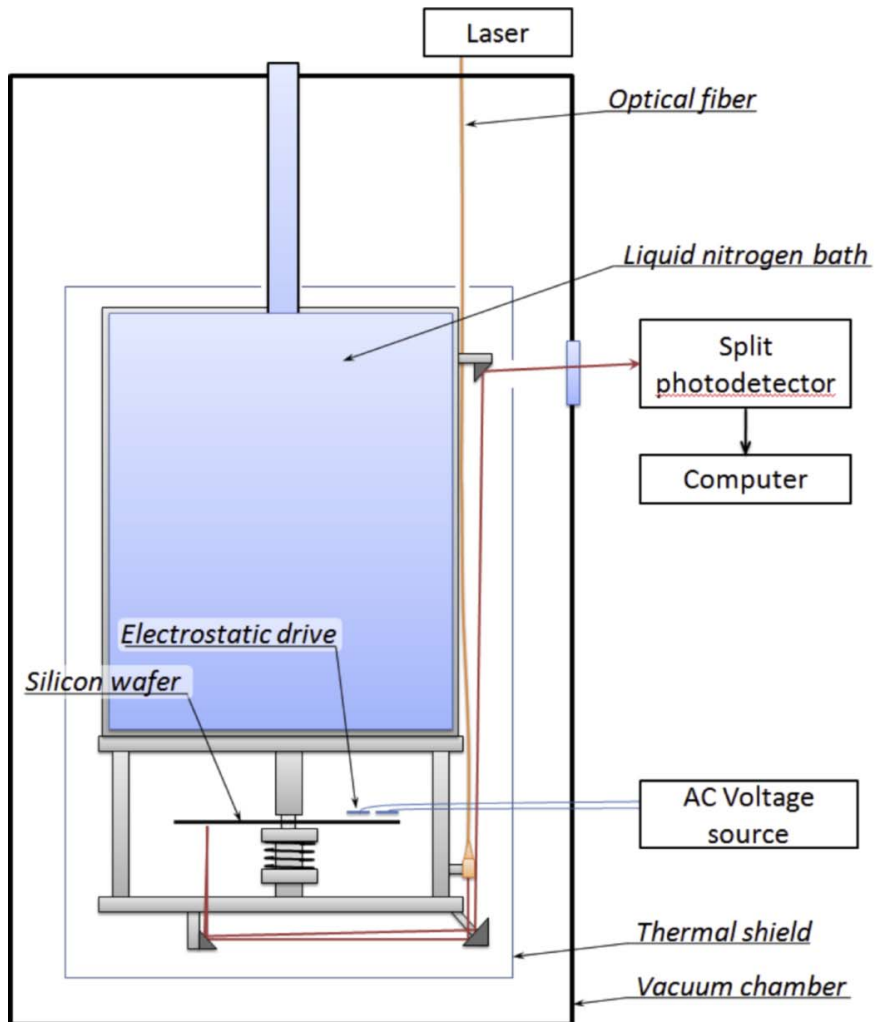 Laser
Optical fiber
Liquid nitrogen bath
Split
photodetector
Computer
Electrostatic drive
Silicon wafer
AC Voltage
source
Thermal shield
Vacuum chamber